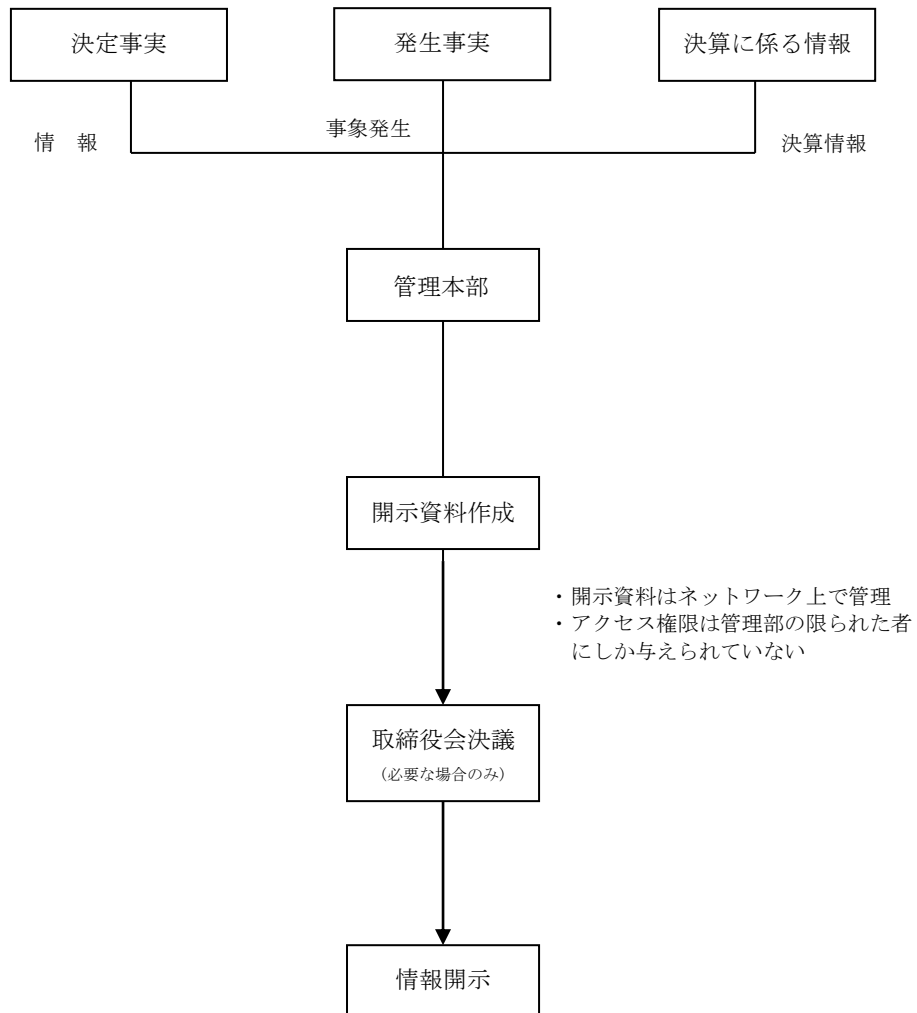 決定事実
発生事実
決算に係る情報
情　報
事象発生
決算情報
管理本部
開示資料作成
・開示資料はネットワーク上で管理
・アクセス権限は管理部の限られた者
にしか与えられていない
取締役会決議
（必要な場合のみ）
情報開示